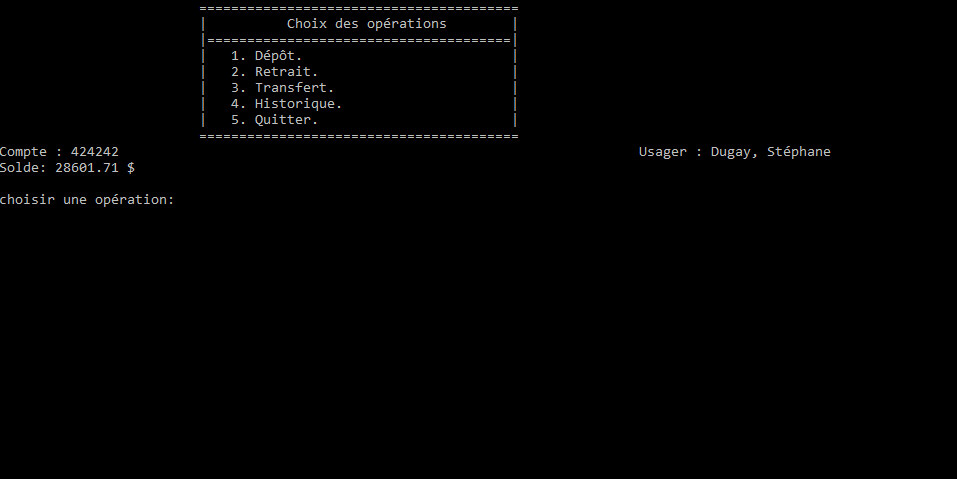 ========================================
|          Choix des opérations        |
|======================================|
|   1. Dépôt.                          |
|   2. Retrait.                        |
|   3. Transfert.                      |
|   4. Historique.                     |
|   5. Quitter.                        |
========================================
Compte : 424242 Usager : Dugay, Stéphane
Solde: 28601.71 $
choisir une opération: